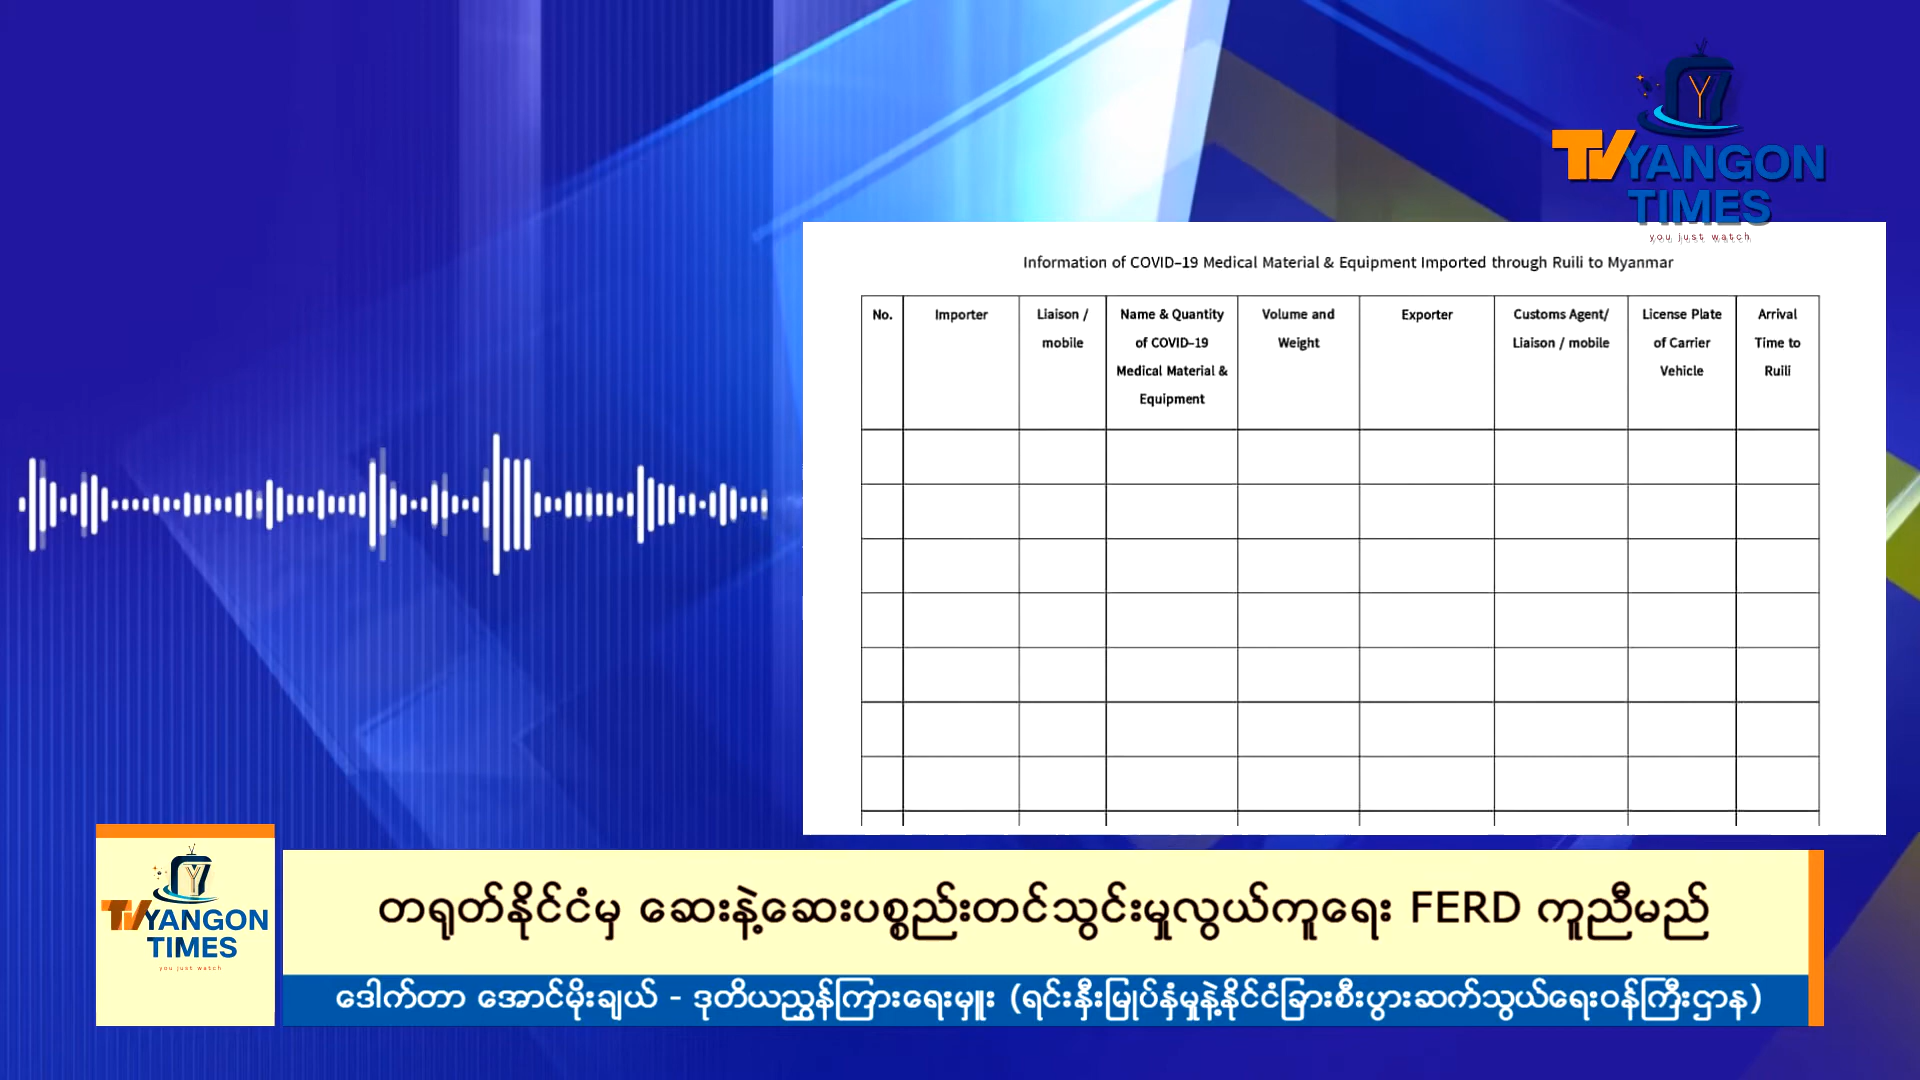 TV YANGON
TIMES
you just watch
Information of COVID-19 Medical Material & Equipment Imported through Ruili to Myanmar
No.
Importer
Liaison /
mobile
Name & Quantity
of COVID-19
Medical Material &
Equipment
Volume and
Weight
Exporter
Customs Agent/
Liaison / mobile
License Plate
of Carrier
Vehicle
Arrival
Time to
Ruili
TV YANGON
TIMES
you just watch
တရုတ်နိုင်ငံမှ ဆေးနဲ့ဆေးပစ္စည်းတင်သွင်းမှုလွယ်ကူရေး FERD ကူညီမည်
ဒေါက်တာ အောင်မိုးချယ် - ဒုတိယညွှန်ကြားရေးမှူး (ရင်းနှီးမြှုပ်နှံမှုနဲ့နိုင်ငံခြားစီးပွားဆက်သွယ်ရေးဝန်ကြီးဌာန)